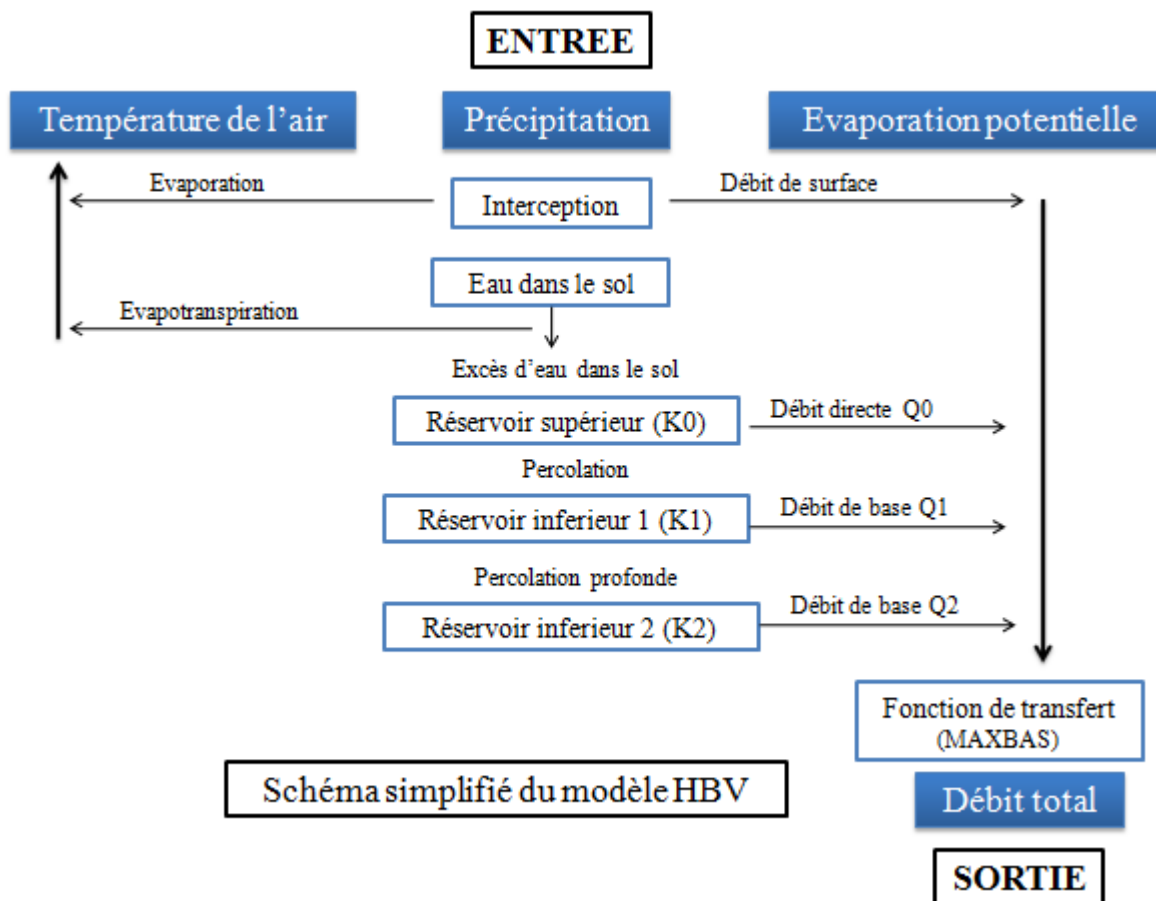 ENTREE
Température de l'air
Précipitation
Evaporation potentielle
Evaporation
Interception
Débit de surface
Eau dans le sol
Evapotranspiration
Excès d'eau dans le sol
Réservoir supérieur (K0)
Débit directe Q0
Percolation
Réservoir inferieur 1 (K1)
Débit de base Q1
Percolation profonde
Réservoir inferieur 2 (K2)
Débit de base Q2
Fonction de transfert
(MAXBAS)
Schéma simplifié du modèle HBV
Débit total
SORTIE